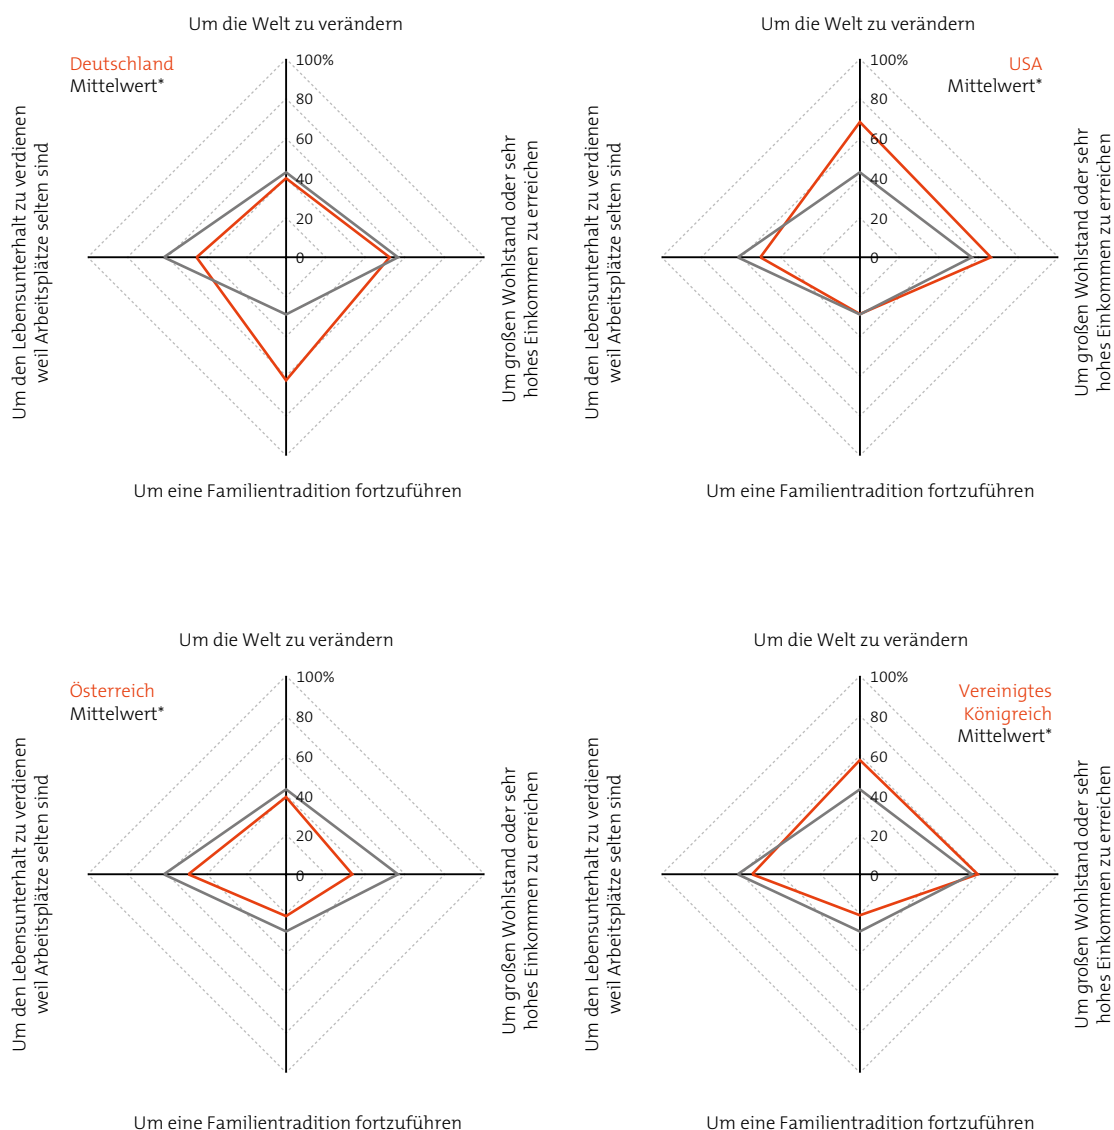 Um die Welt zu verändern
Deutschland
Mittelwert*
100%
80
60
40
20
0
Um den Lebensunterhalt zu verdienen
weil Arbeitsplätze selten sind
Um großen Wohlstand oder sehr
hohes Einkommen zu erreichen
Um eine Familientradition fortzuführen
Um die Welt zu verändern
USA
Mittelwert*
100%
80
60
40
20
0
Um den Lebensunterhalt zu verdienen
weil Arbeitsplätze selten sind
Um großen Wohlstand oder sehr
hohes Einkommen zu erreichen
Um eine Familientradition fortzuführen
Um die Welt zu verändern
Österreich
Mittelwert*
100%
80
60
40
20
0
Um den Lebensunterhalt zu verdienen
weil Arbeitsplätze selten sind
Um großen Wohlstand oder sehr
hohes Einkommen zu erreichen
Um eine Familientradition fortzuführen
Um die Welt zu verändern
Vereinigtes
Königreich
Mittelwert*
100%
80
60
40
20
0
Um den Lebensunterhalt zu verdienen
weil Arbeitsplätze selten sind
Um großen Wohlstand oder sehr
hohes Einkommen zu erreichen
Um eine Familientradition fortzuführen